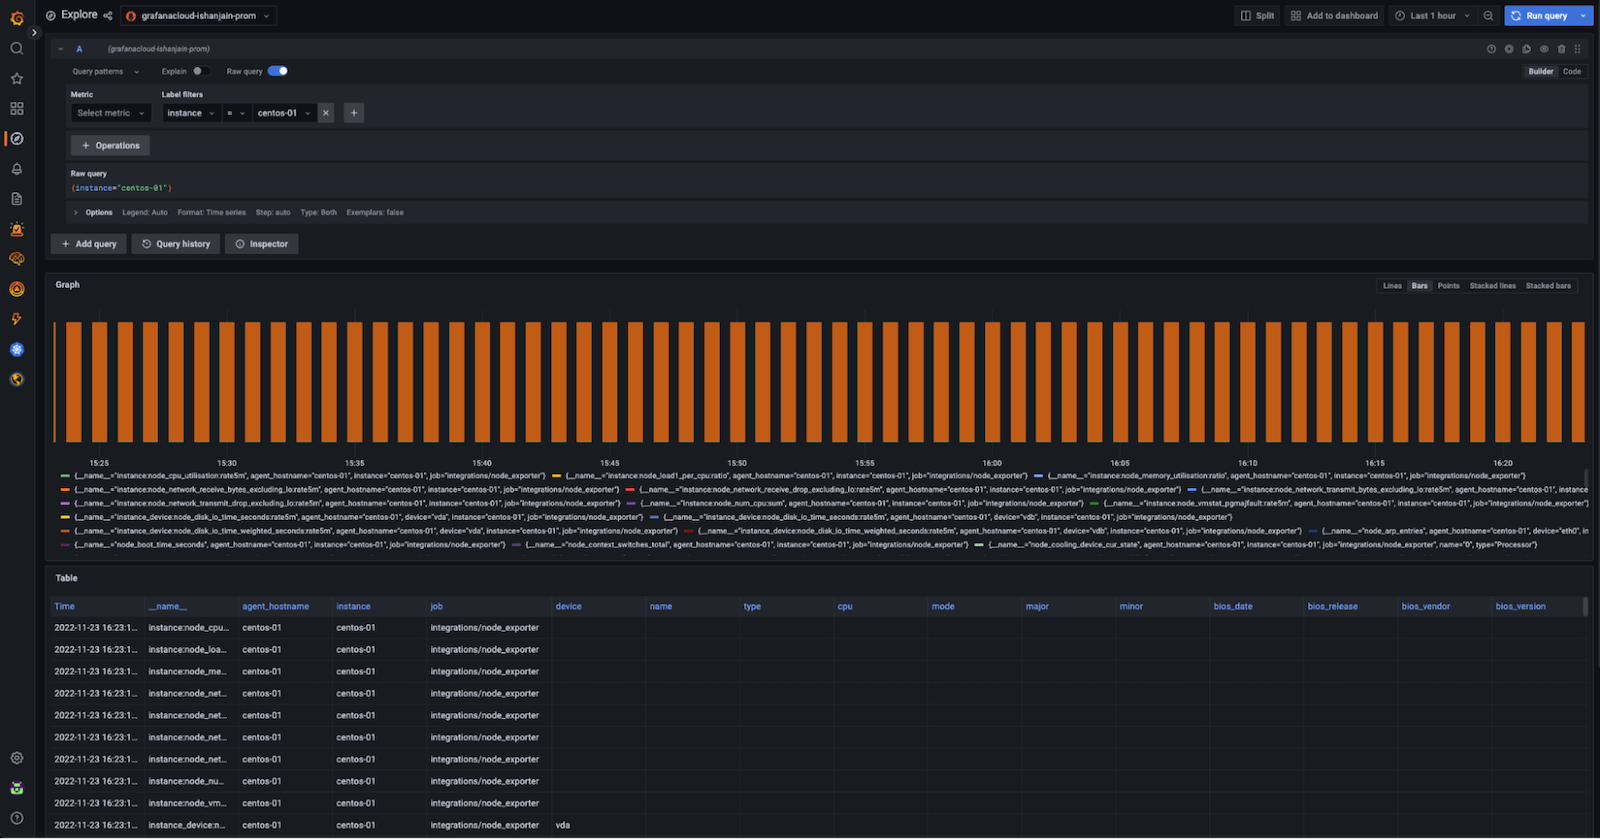 Explore
grafanacloud-ishanjain-prom
Split
Add to dashboard
Last 1 hour
Run query
A
(grafanacloud-ishanjain-prom)
Query patterns
Explain
Raw query
Builder
Code
Metric
Label filters
Select metric
instance
=
centos-01
×
+
+ Operations
Raw query
{instance="centos-01"}
> Options Legend: Auto Format: Time series Step: auto Type: Both Exemplars: false
+ Add query
Query history
Inspector
Graph
Lines Bars Points Stacked lines Stacked bars
15:25 15:30 15:35 15:40 15:45 15:50 15:55 16:00 16:05 16:10 16:15 16:20
{__name__="instance:node_cpu_utilisation:rate5m", agent_hostname="centos-01", instance="centos-01", job="integrations/node_exporter"} {__name__="instance:node_load1_per_cpu:ratio", agent_hostname="centos-01", instance="centos-01", job="integrations/node_exporter"} {__name__="instance:node_memory_utilisation:ratio", agent_hostname="centos-01", instance="centos-01", job="integrations/node_exporter"}
{__name__="instance:node_network_receive_bytes_excluding_lo:rate5m", agent_hostname="centos-01", instance="centos-01", job="integrations/node_exporter"} {__name__="instance:node_network_receive_drop_excluding_lo:rate5m", agent_hostname="centos-01", instance="centos-01", job="integrations/node_exporter"} {__name__="instance:node_network_transmit_bytes_excluding_lo:rate5m", agent_hostname="centos-01", instance="centos
{__name__="instance:node_network_transmit_drop_excluding_lo:rate5m", agent_hostname="centos-01", instance="centos-01", job="integrations/node_exporter"} {__name__="instance:node_num_cpu:sum", agent_hostname="centos-01", instance="centos-01", job="integrations/node_exporter"} {__name__="instance:node_vmstat_pgmajfault:rate5m", agent_hostname="centos-01", instance="centos-01", job="integrations/node_exporter"}
{__name__="instance_device:node_disk_io_time_seconds:rate5m", agent_hostname="centos-01", device="vda", instance="centos-01", job="integrations/node_exporter"} {__name__="instance_device:node_disk_io_time_seconds:rate5m", agent_hostname="centos-01", device="vdb", instance="centos-01", job="integrations/node_exporter"}
{__name__="instance_device:node_disk_io_time_weighted_seconds:rate5m", agent_hostname="centos-01", device="vda", instance="centos-01", job="integrations/node_exporter"} {__name__="instance_device:node_disk_io_time_weighted_seconds:rate5m", agent_hostname="centos-01", device="vdb", instance="centos-01", job="integrations/node_exporter"} {__name__="node_arp_entries", agent_hostname="centos-01", device="eth0", in
{__name__="node_boot_time_seconds", agent_hostname="centos-01", instance="centos-01", job="integrations/node_exporter"} {__name__="node_context_switches_total", agent_hostname="centos-01", instance="centos-01", job="integrations/node_exporter"} {__name__="node_cooling_device_cur_state", agent_hostname="centos-01", instance="centos-01", job="integrations/node_exporter", name="0", type="Processor"}
Table
Time __name__ agent_hostname instance job device name type cpu mode major minor bios_date bios_release bios_vendor bios_version
2022-11-23 16:23:1... instance:node_cpu... centos-01 centos-01 integrations/node_exporter
2022-11-23 16:23:1... instance:node_loa... centos-01 centos-01 integrations/node_exporter
2022-11-23 16:23:1... instance:node_me... centos-01 centos-01 integrations/node_exporter
2022-11-23 16:23:1... instance:node_net... centos-01 centos-01 integrations/node_exporter
2022-11-23 16:23:1... instance:node_net... centos-01 centos-01 integrations/node_exporter
2022-11-23 16:23:1... instance:node_net... centos-01 centos-01 integrations/node_exporter
2022-11-23 16:23:1... instance:node_net... centos-01 centos-01 integrations/node_exporter
2022-11-23 16:23:1... instance:node_nu... centos-01 centos-01 integrations/node_exporter
2022-11-23 16:23:1... instance:node_vm... centos-01 centos-01 integrations/node_exporter
2022-11-23 16:23:1... instance_device:n... centos-01 centos-01 integrations/node_exporter vda